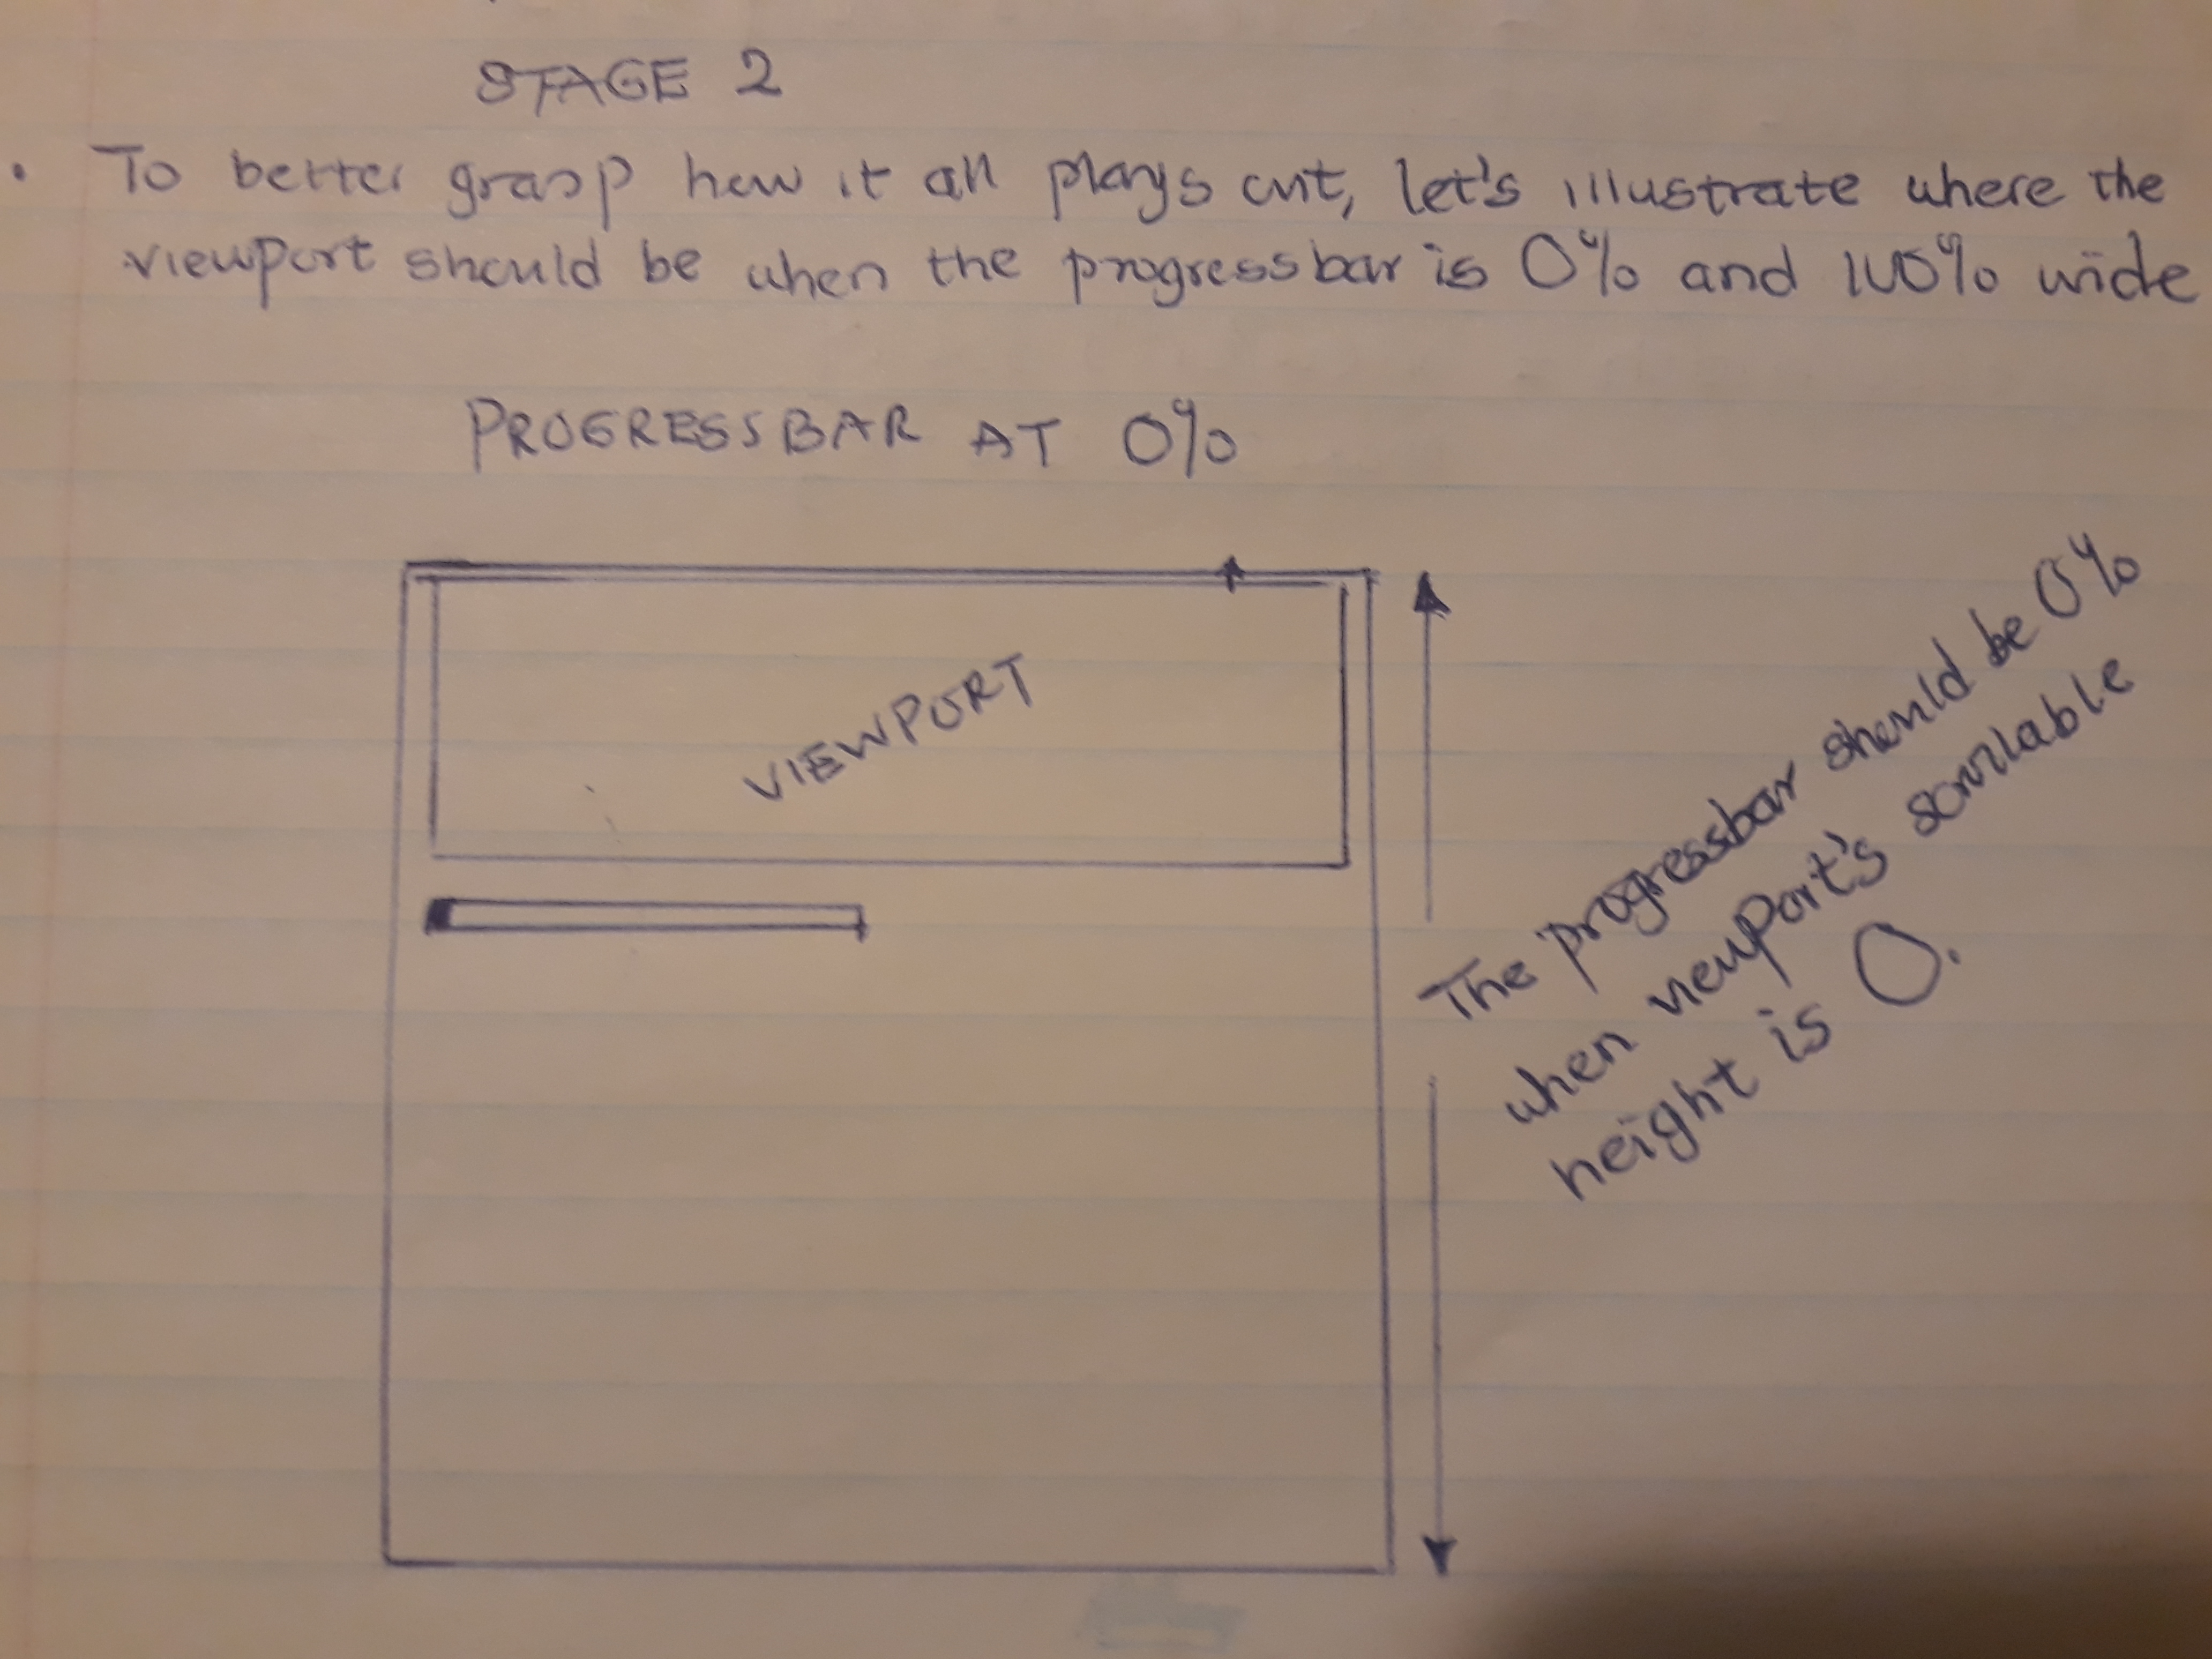 STAGE 2
. To better grasp how it all plays out, let's illustrate where the
viewport should be when the progressbar is 0% and 100% wide
PROGRESSBAR AT 0%
VIEWPORT
The progressbar should be 0%
when viewport's scrollable
height is 0.